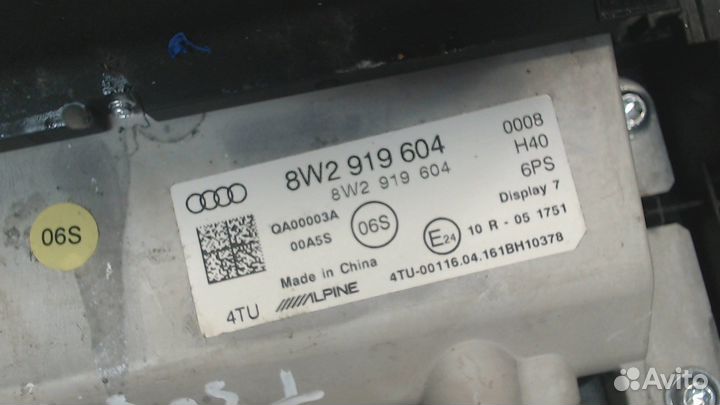 8W2 919 604
8W2 919 604
0008
H40
6PS
QA00003A
00A5S
06S
Display 7
E24
10 R - 05 1751
Made in China
4TU-00116.04.161BH10378
4TU
ALPINE
06S
Avito